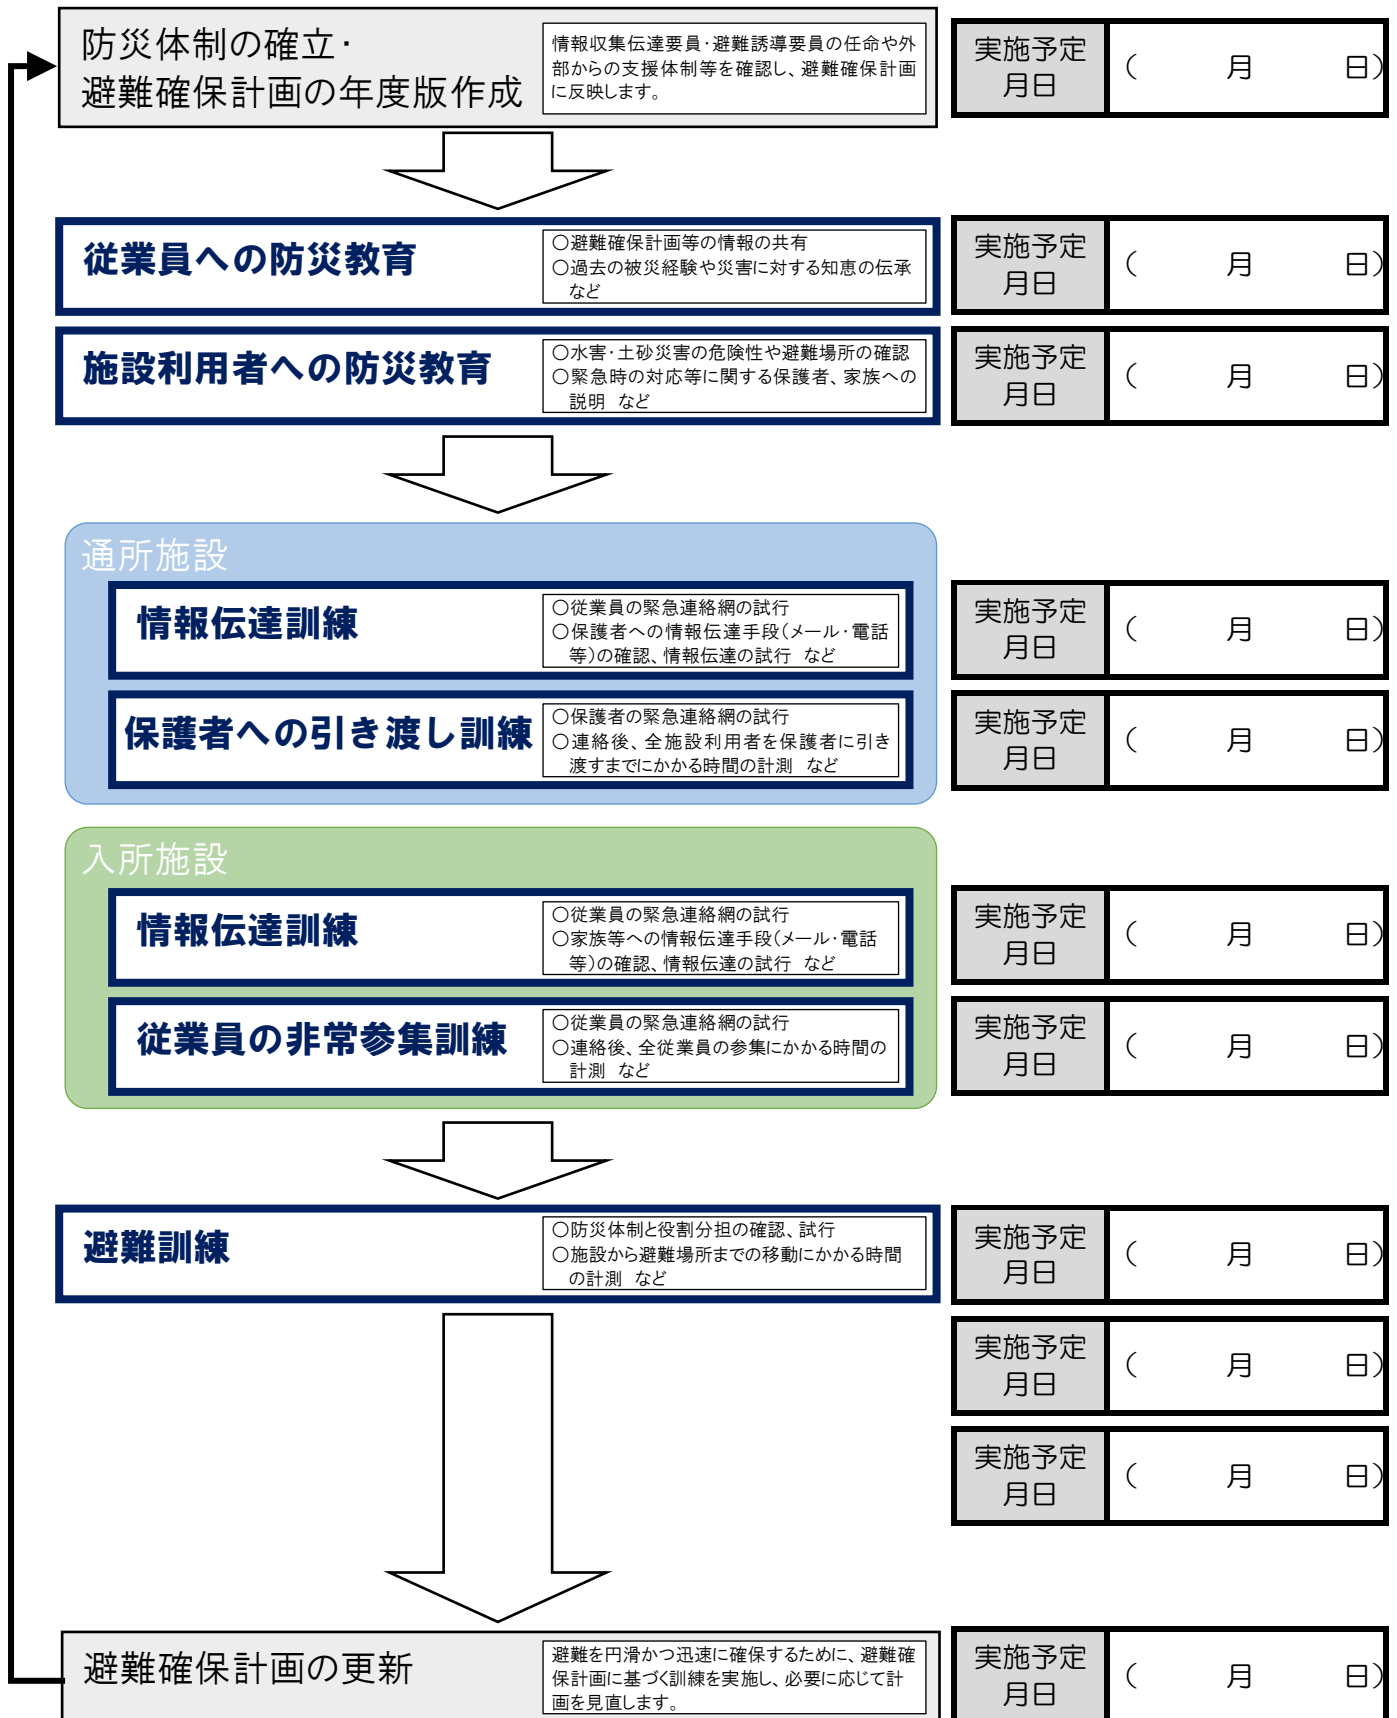 防災体制の確立・
避難確保計画の年度版作成
情報収集伝達要員・避難誘導要員の任命や外
部からの支援体制等を確認し、避難確保計画
に反映します。
実施予定
月日
（　　月　　日）
従業員への防災教育
○避難確保計画等の情報の共有
○過去の被災経験や災害に対する知恵の伝承
など
実施予定
月日
（　　月　　日）
施設利用者への防災教育
○水害・土砂災害の危険性や避難場所の確認
○緊急時の対応等に関する保護者、家族への
説明　など
実施予定
月日
（　　月　　日）
通所施設
情報伝達訓練
○従業員の緊急連絡網の試行
○保護者への情報伝達手段（メール・電話
等）の確認、情報伝達の試行　など
実施予定
月日
（　　月　　日）
保護者への引き渡し訓練
○保護者の緊急連絡網の試行
○連絡後、全施設利用者を保護者に引き
渡すまでにかかる時間の計測　など
実施予定
月日
（　　月　　日）
入所施設
情報伝達訓練
○従業員の緊急連絡網の試行
○家族等への情報伝達手段（メール・電話
等）の確認、情報伝達の試行　など
実施予定
月日
（　　月　　日）
従業員の非常参集訓練
○従業員の緊急連絡網の試行
○連絡後、全従業員の参集にかかる時間の
計測　など
実施予定
月日
（　　月　　日）
避難訓練
○防災体制と役割分担の確認、試行
○施設から避難場所までの移動にかかる時間
の計測　など
実施予定
月日
（　　月　　日）
実施予定
月日
（　　月　　日）
実施予定
月日
（　　月　　日）
避難確保計画の更新
避難を円滑かつ迅速に確保するために、避難確
保計画に基づく訓練を実施し、必要に応じて計
画を見直します。
実施予定
月日
（　　月　　日）